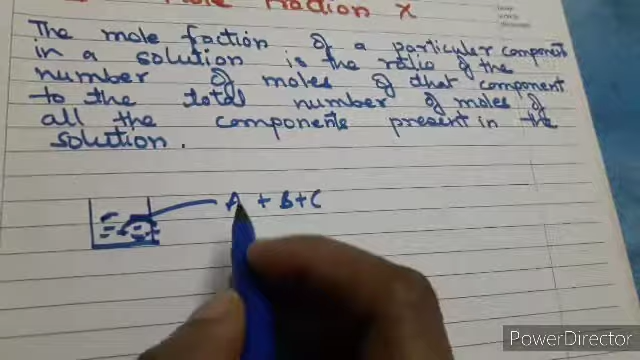 Mole Fraction x
The mole fraction of a particular component
in a solution is the ratio of the
number of moles of that component
to the total number of moles of
all the components present in the
solution.
A + B + C
PowerDirector